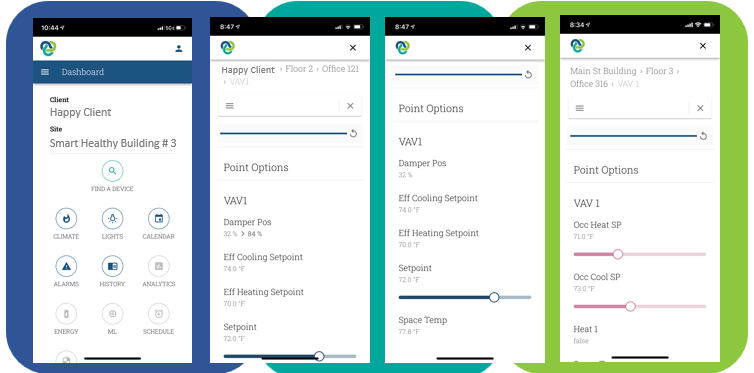 10:44
Dashboard
Client
Happy Client
Site
Smart Healthy Building # 3
FIND A DEVICE
CLIMATE
LIGHTS
CALENDAR
ALARMS
HISTORY
ANALYTICS
ENERGY
ML
SCHEDULE
8:47
Happy Client › Floor 2 › Office 121
› VAV1
Point Options
VAV1
Damper Pos
32 % > 84 %
Eff Cooling Setpoint
74.0 °F
Eff Heating Setpoint
70.0 °F
Setpoint
72.0 °F
8:47
Point Options
VAV1
Damper Pos
32 %
Eff Cooling Setpoint
74.0 °F
Eff Heating Setpoint
70.0 °F
Setpoint
72.0 °F
Space Temp
77.8 °F
8:34
Main St Building › Floor 3 ›
Office 316 › VAV 1
Point Options
VAV 1
Occ Heat SP
71.0 °F
Occ Cool SP
73.0 °F
Heat 1
false